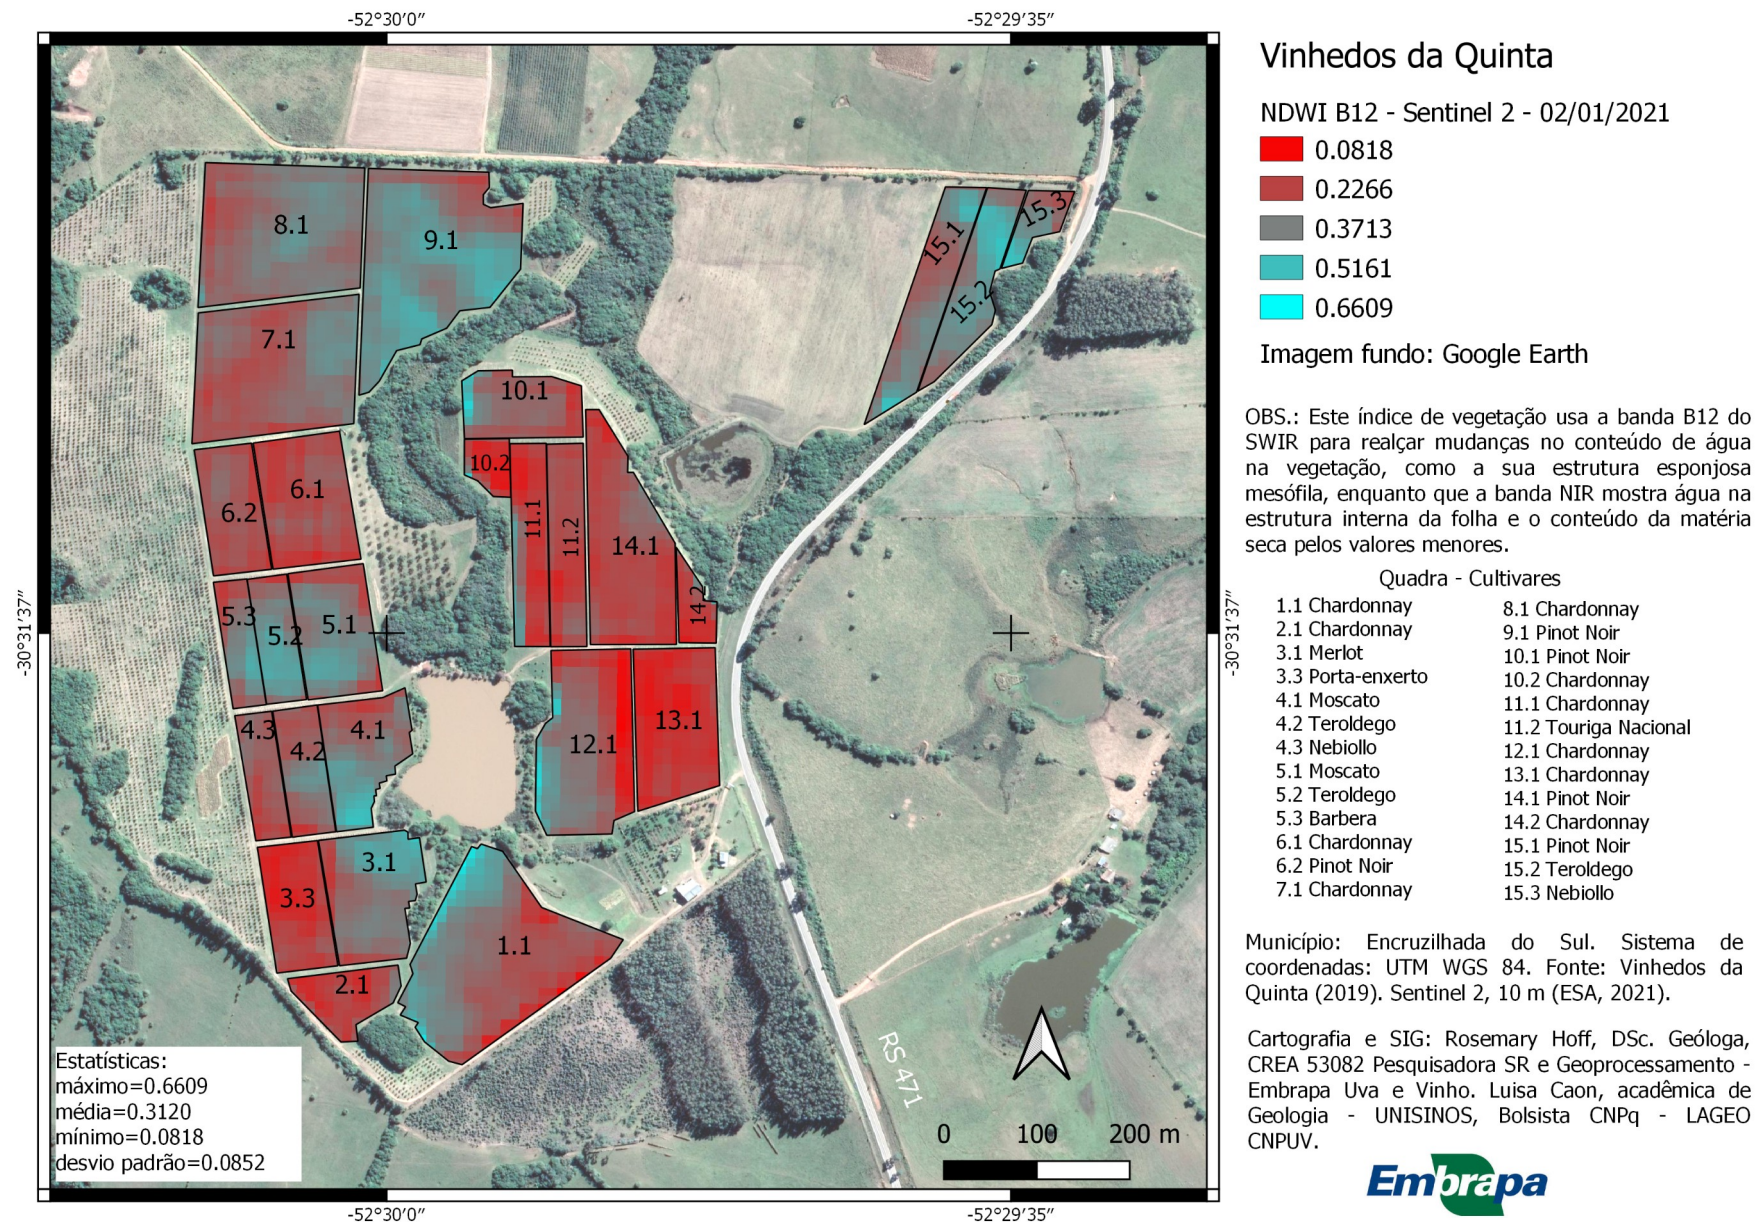 -52°30'0”
-52°29'35”
Vinhedos da Quinta
NDWI B12 - Sentinel 2 - 02/01/2021
0.0818
0.2266
0.3713
0.5161
0.6609
Imagem fundo: Google Earth
OBS.: Este índice de vegetação usa a banda B12 do
SWIR para realçar mudanças no conteúdo de água
na vegetação, como a sua estrutura esponjosa
mesófila, enquanto que a banda NIR mostra água na
estrutura interna da folha e o conteúdo da matéria
seca pelos valores menores.
Quadra - Cultivares
1.1 Chardonnay
2.1 Chardonnay
3.1 Merlot
3.3 Porta-enxerto
4.1 Moscato
4.2 Teroldego
4.3 Nebiollo
5.1 Moscato
5.2 Teroldego
5.3 Barbera
6.1 Chardonnay
6.2 Pinot Noir
7.1 Chardonnay
8.1 Chardonnay
9.1 Pinot Noir
10.1 Pinot Noir
10.2 Chardonnay
11.1 Chardonnay
11.2 Touriga Nacional
12.1 Chardonnay
13.1 Chardonnay
14.1 Pinot Noir
14.2 Chardonnay
15.1 Pinot Noir
15.2 Teroldego
15.3 Nebiollo
Município: Encruzilhada do Sul. Sistema de
coordenadas: UTM WGS 84. Fonte: Vinhedos da
Quinta (2019). Sentinel 2, 10 m (ESA, 2021).
Cartografia e SIG: Rosemary Hoff, DSc. Geóloga,
CREA 53082 Pesquisadora SR e Geoprocessamento -
Embrapa Uva e Vinho. Luisa Caon, acadêmica de
Geologia - UNISINOS, Bolsista CNPq - LAGEO
CNPUV.
Embrapa
8.1
9.1
15.3
15.1
15.2
7.1
10.1
10.2
6.1
6.2
11.1
11.2
14.1
14.2
5.3
5.2
5.1
-30°31'37”
-30°31'37”
4.3
4.2
4.1
12.1
13.1
3.1
3.3
1.1
2.1
RS 471
Estatísticas:
máximo=0.6609
média=0.3120
mínimo=0.0818
desvio padrão=0.0852
0 100 200 m
-52°30'0”
-52°29'35”